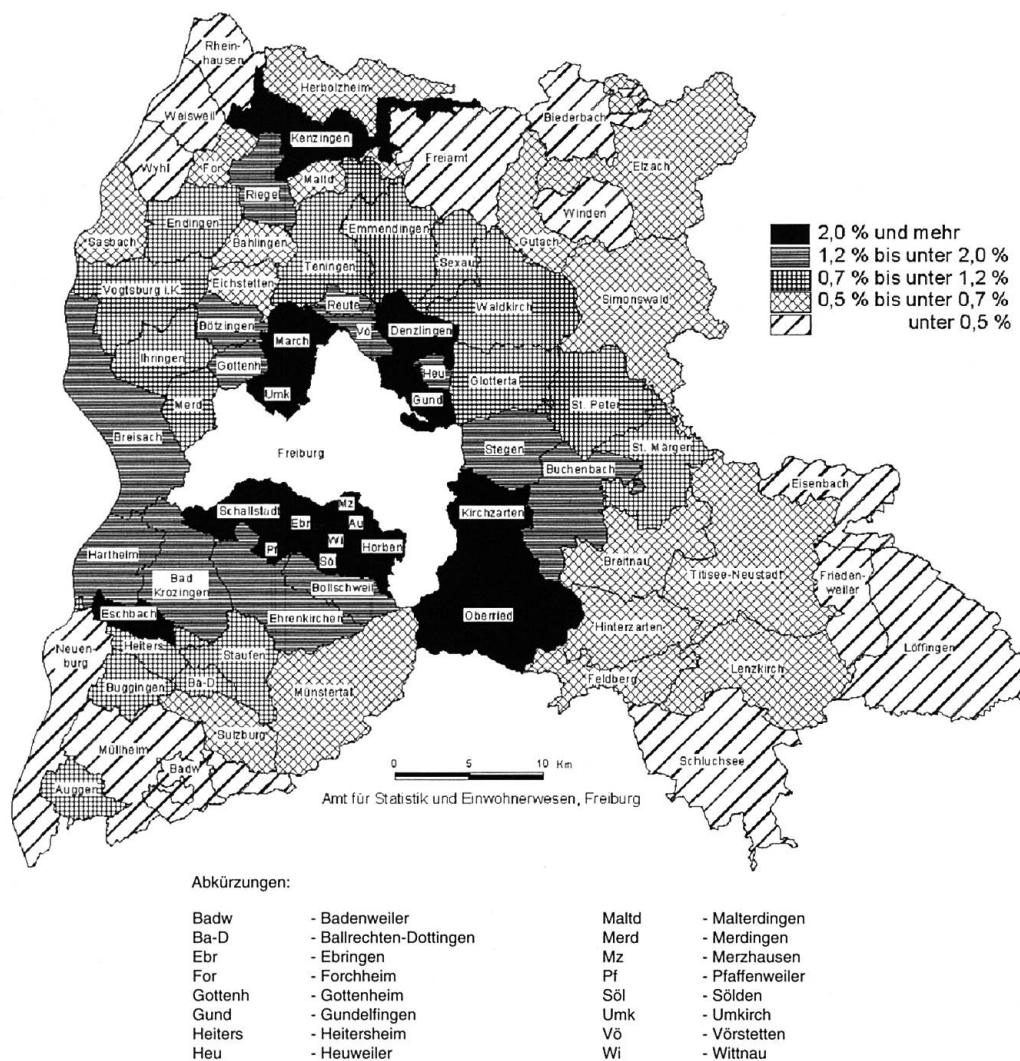 Rhein-
hausen
Herbolzheim
Weisweil
Kenzingen
Biederbach
Wyhl
For
Maltd
Freiamt
Elzach
Riegel
Winden
Endingen
Emmendingen
Sasbach
Bahlingen
Gutach
Teningen
Sexau
Eichstetten
Vogtsburg i.K.
Simonswald
Reute
Waldkirch
Bötzingen
Vö
Denzlingen
March
Ihringen
Gottenh
Heu
Glottertal
Umk
Gund
Merd
St. Peter
Breisach
Freiburg
Stegen
St. Märgen
Buchenbach
Eisenbach
Schallstadt
Mz
Kirchzarten
Ebr
Au
Wi
Horben
Hartheim
Pf
Söl
Breitnau
Titisee-Neustadt
Frieden-
weiler
Bad
Krozingen
Bollschweil
Eschbach
Ehrenkirchen
Oberried
Hinterzarten
Löffingen
Neuen-
burg
Heiters
Staufen
Lenzkirch
Feldberg
Buggingen
Ba-D
Münstertal
Sulzburg
Müllheim
Badw
Schluchsee
Auggen
2,0 % und mehr
1,2 % bis unter 2,0 %
0,7 % bis unter 1,2 %
0,5 % bis unter 0,7 %
unter 0,5 %
0 5 10 Km
Amt für Statistik und Einwohnerwesen, Freiburg
Abkürzungen:
Badw - Badenweiler
Ba-D - Ballrechten-Dottingen
Ebr - Ebringen
For - Forchheim
Gottenh - Gottenheim
Gund - Gundelfingen
Heiters - Heitersheim
Heu - Heuweiler
Maltd - Malterdingen
Merd - Merdingen
Mz - Merzhausen
Pf - Pfaffenweiler
Söl - Sölden
Umk - Umkirch
Vö - Vörstetten
Wi - Wittnau